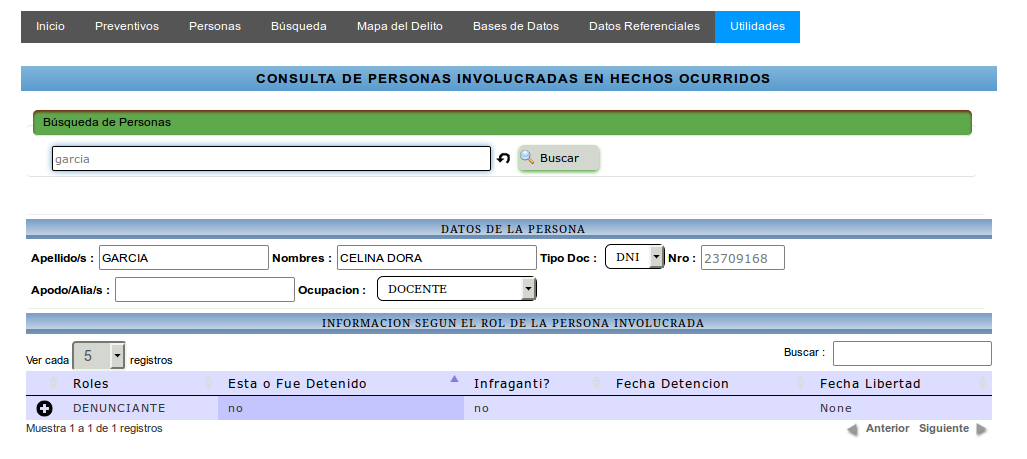 Inicio Preventivos Personas Búsqueda Mapa del Delito Bases de Datos Datos Referenciales Utilidades
CONSULTA DE PERSONAS INVOLUCRADAS EN HECHOS OCURRIDOS
Búsqueda de Personas
garcia Buscar
DATOS DE LA PERSONA
Apellido/s : GARCIA Nombres : CELINA DORA Tipo Doc : DNI Nro : 23709168
Apodo/Alia/s : Ocupacion : DOCENTE
INFORMACION SEGUN EL ROL DE LA PERSONA INVOLUCRADA
Ver cada 5 registros Buscar :
Roles Esta o Fue Detenido Infraganti? Fecha Detencion Fecha Libertad
DENUNCIANTE no no None
Muestra 1 a 1 de 1 registros Anterior Siguiente